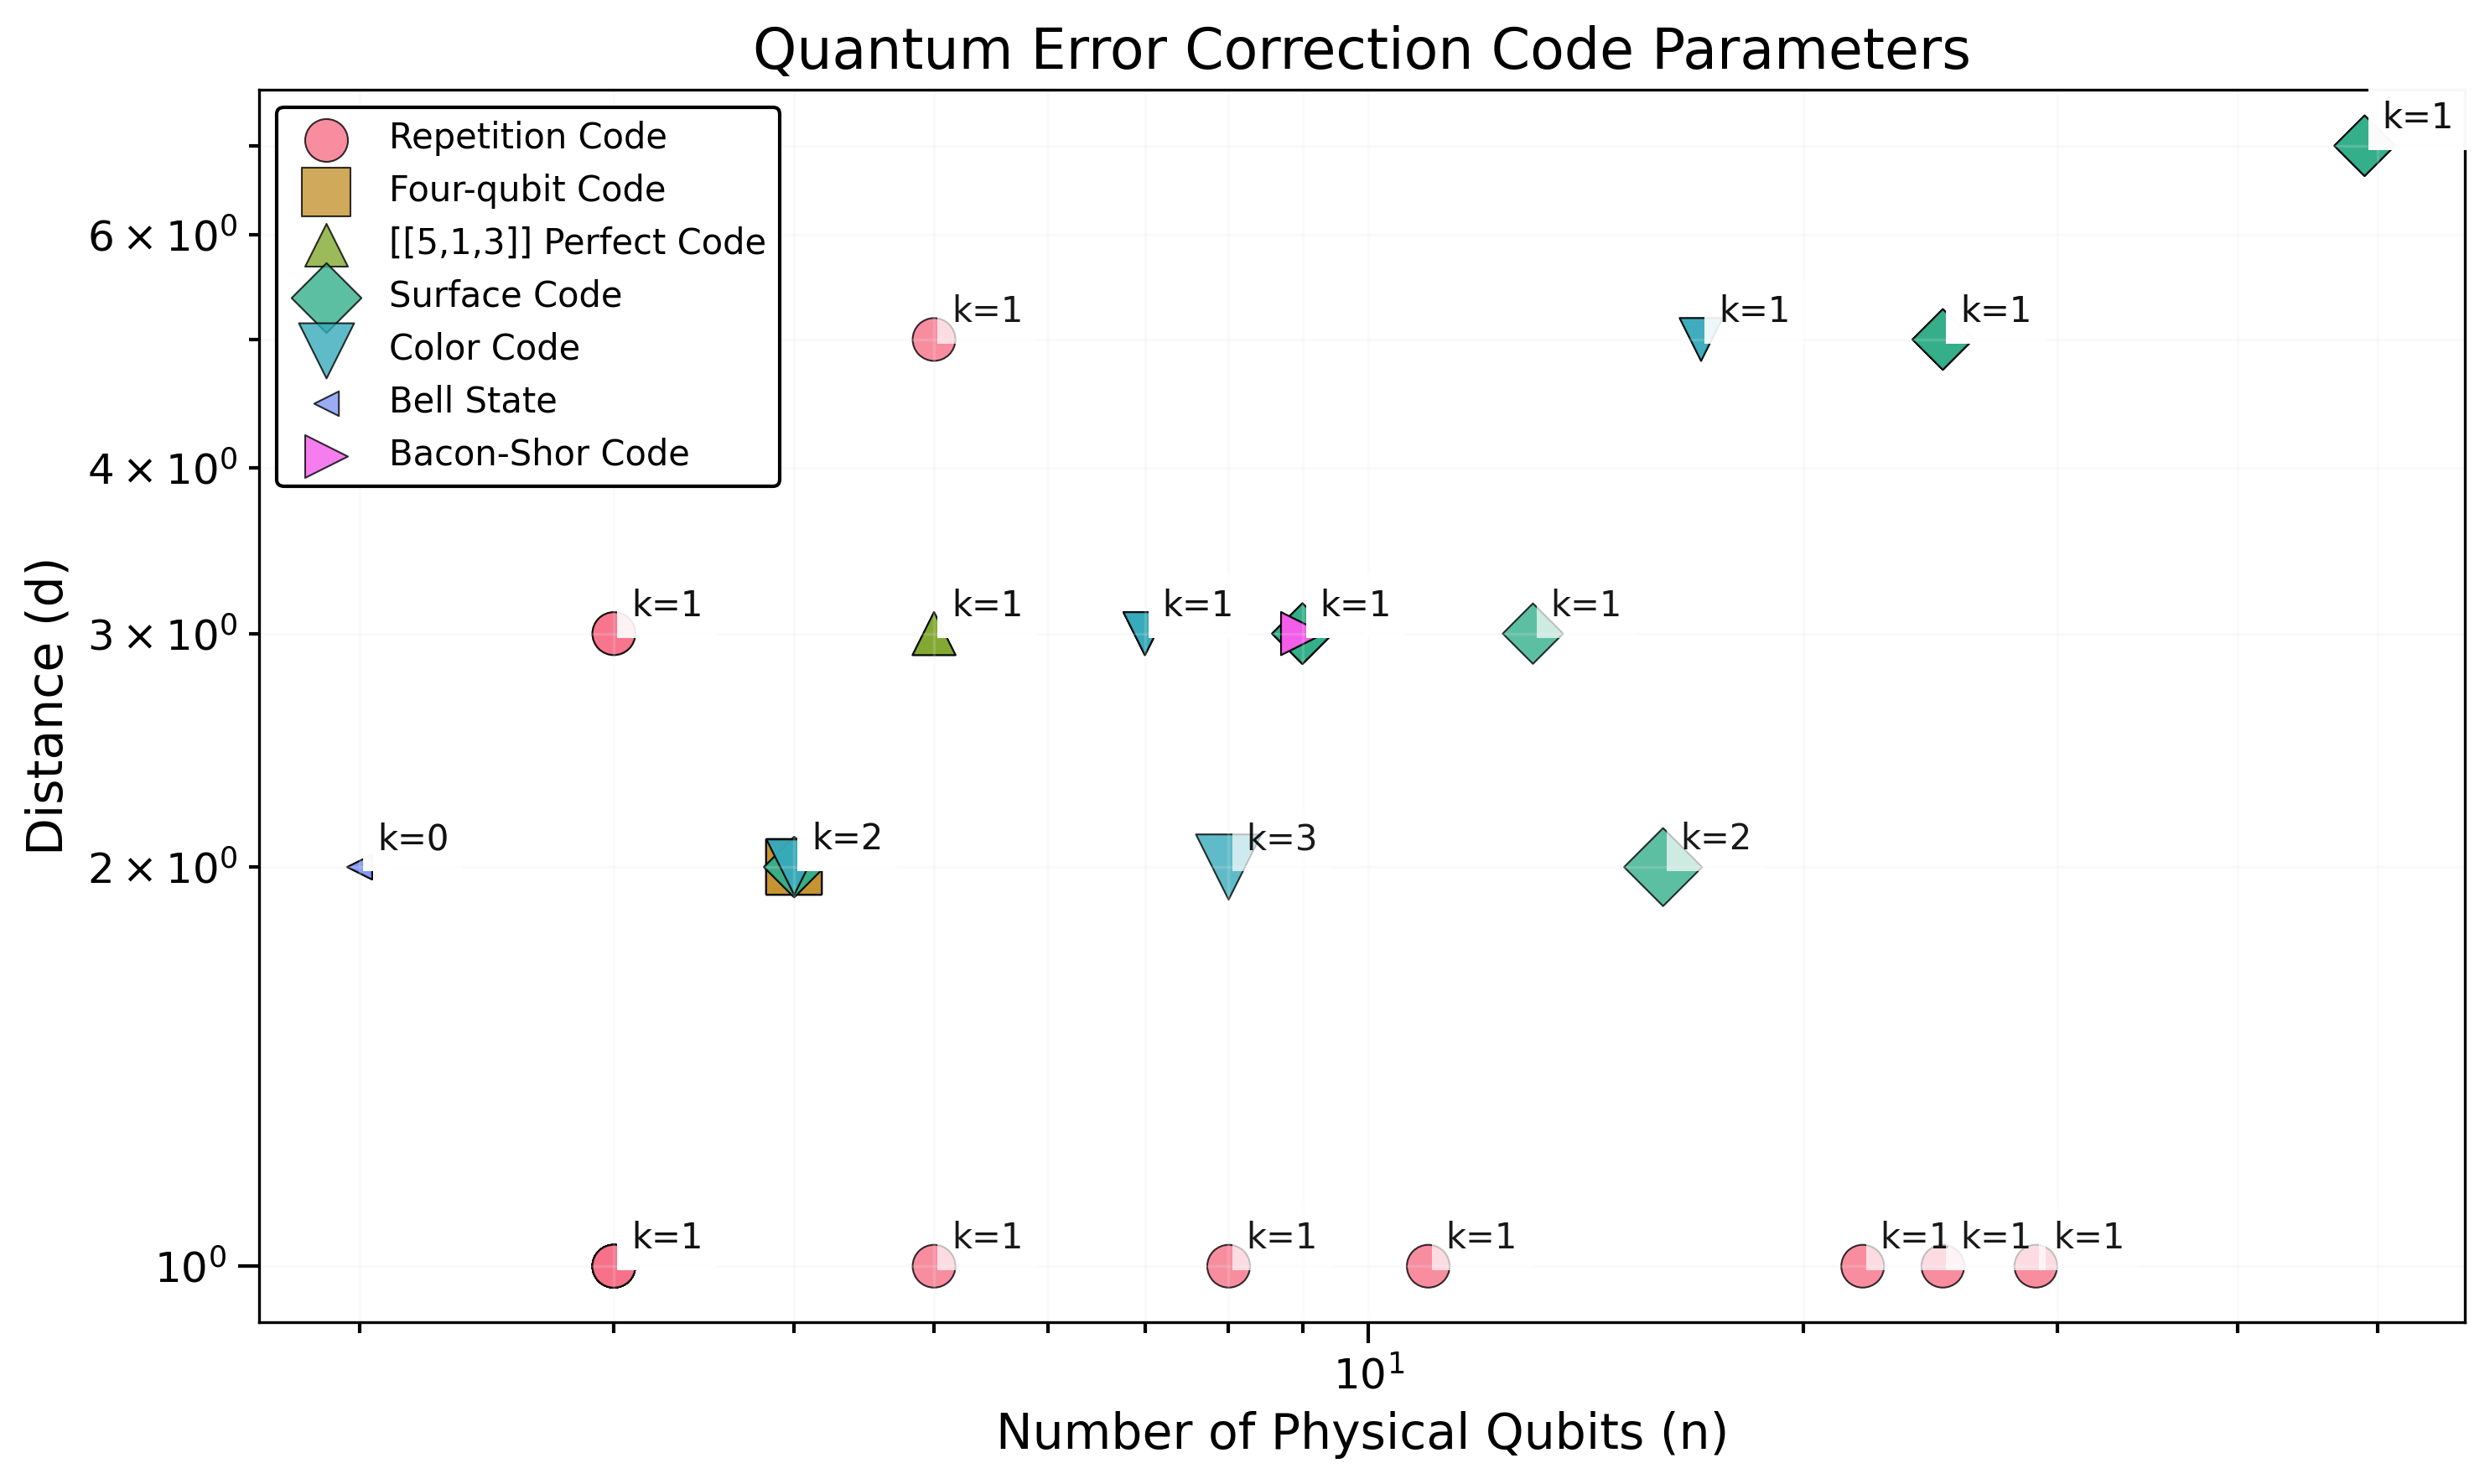 Quantum Error Correction Code Parameters
Repetition Code
Four-qubit Code
[[5,1,3]] Perfect Code
Surface Code
Color Code
Bell State
Bacon-Shor Code
k=1
k=1
k=1
k=1
k=1
k=1
k=1
k=1
k=1
k=0
k=2
k=3
k=2
k=1
k=1
k=1
k=1
k=1
k=1
k=1
6 × 10⁰
4 × 10⁰
3 × 10⁰
2 × 10⁰
10⁰
Distance (d)
10¹
Number of Physical Qubits (n)